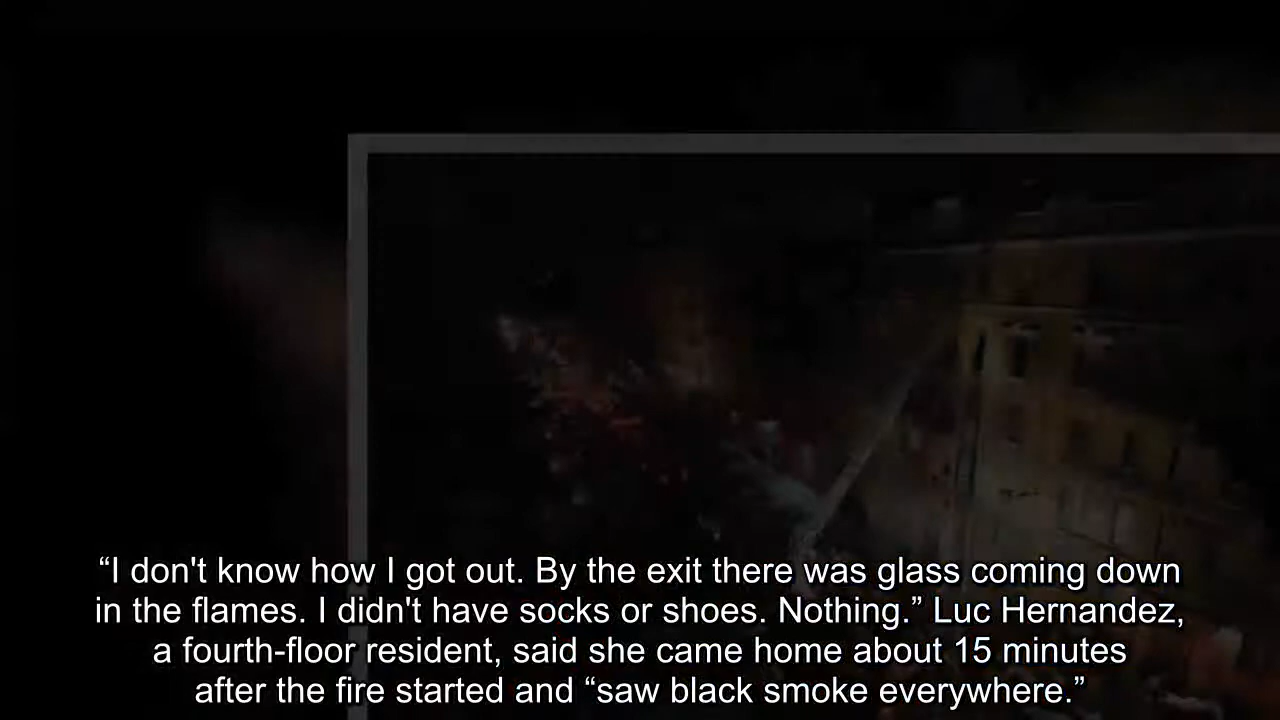 “I don't know how I got out. By the exit there was glass coming down
in the flames. I didn't have socks or shoes. Nothing.” Luc Hernandez,
a fourth-floor resident, said she came home about 15 minutes
after the fire started and “saw black smoke everywhere.”